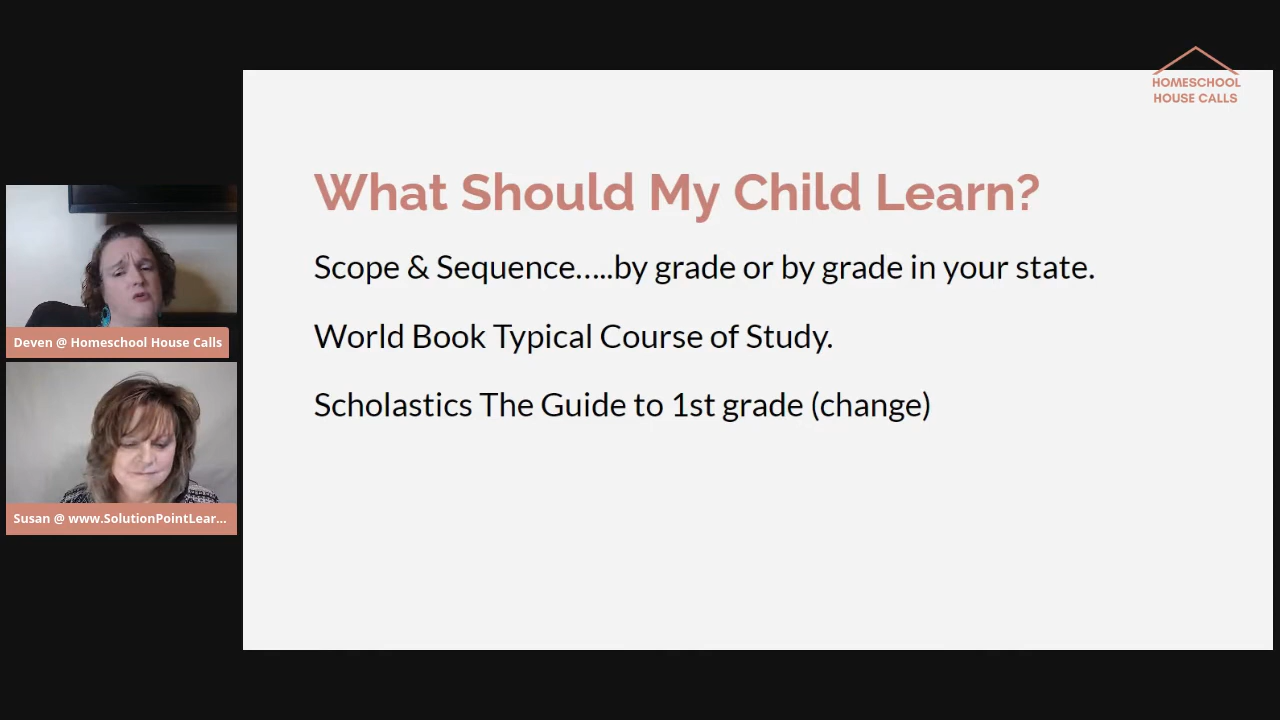 HOMESCHOOL
HOUSE CALLS
What Should My Child Learn?
Scope & Sequence.....by grade or by grade in your state.
World Book Typical Course of Study.
Scholastics The Guide to 1st grade (change)
Deven @ Homeschool House Calls
Susan @ www.SolutionPointLear...